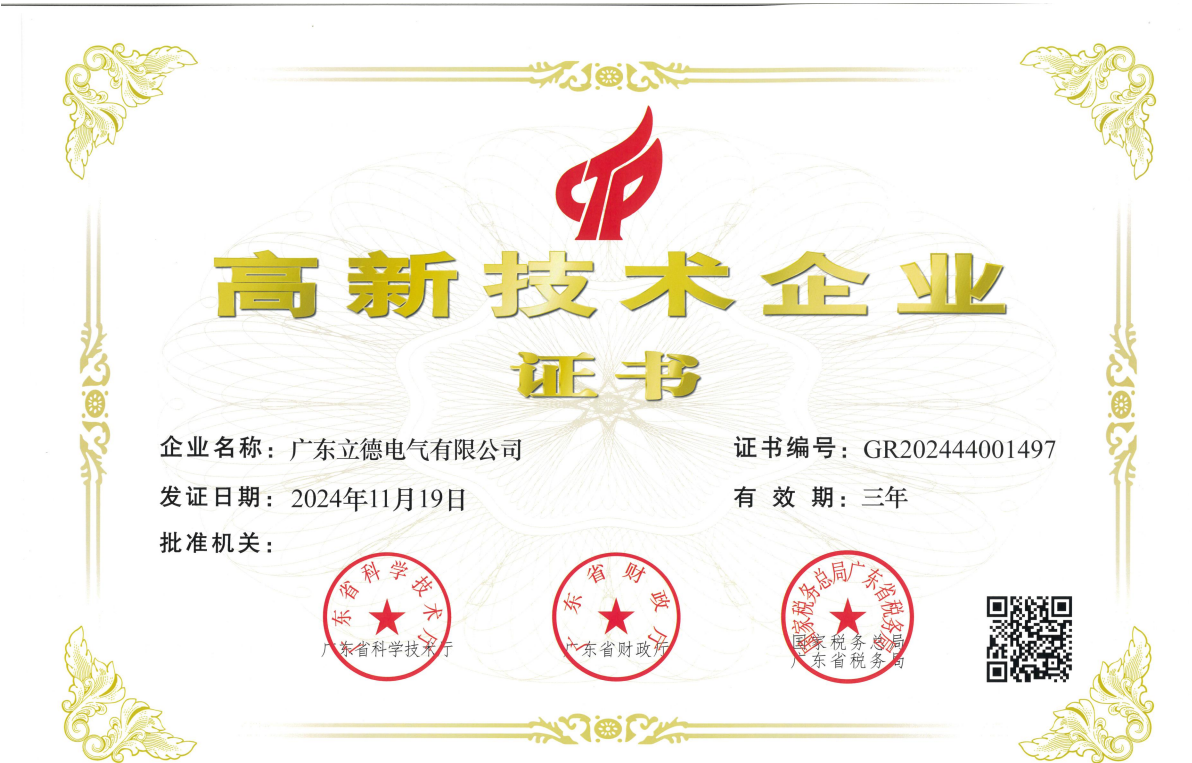 高新技术企业
证书
企业名称：广东立德电气有限公司
证书编号：GR202444001497
发证日期：2024年11月19日
有效期：三年
批准机关：
广东省科学技术厅
广东省科学技术厅
广东省财政厅
广东省财政厅
国家税务总局广东省税务局
国家税务总局
广东省税务局